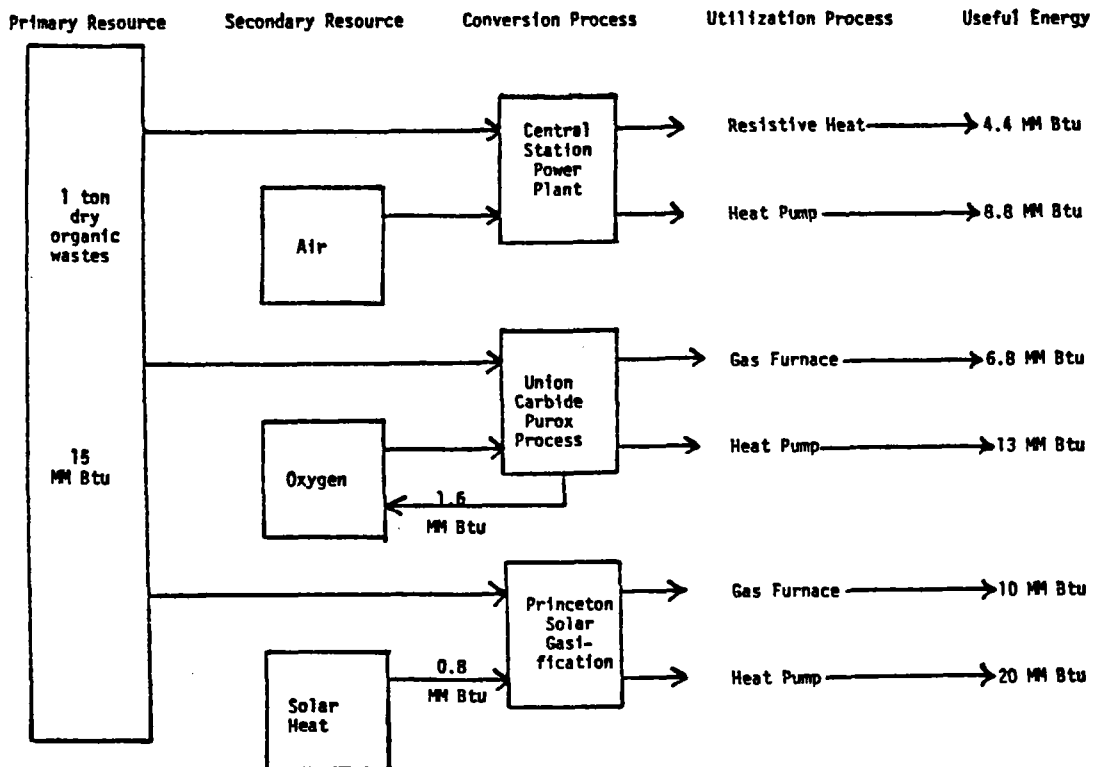 Primary Resource
Secondary Resource
Conversion Process
Utilization Process
Useful Energy
1 ton
dry
organic
wastes
15
MM Btu
Air
Central
Station
Power
Plant
Resistive Heat
4.4 MM Btu
Heat Pump
8.8 MM Btu
Oxygen
1.6
MM Btu
Union
Carbide
Purox
Process
Gas Furnace
6.8 MM Btu
Heat Pump
13 MM Btu
Solar
Heat
0.8
MM Btu
Princeton
Solar
Gasi-
fication
Gas Furnace
10 MM Btu
Heat Pump
20 MM Btu